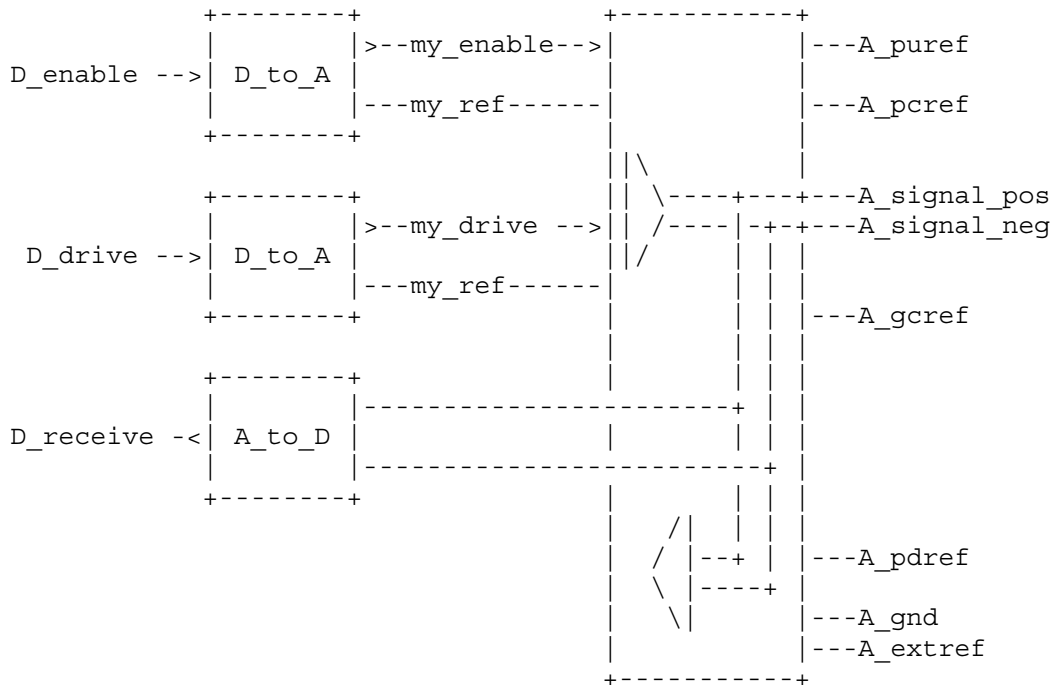 >--my_enable-->
---A_puref
D_enable -->
D_to_A
---my_ref------
---A_pcref
---A_signal_pos
>--my_drive -->
---A_signal_neg
D_drive -->
D_to_A
---my_ref------
---A_gcref
D_receive -<
A_to_D
---A_pdref
---A_gnd
---A_extref